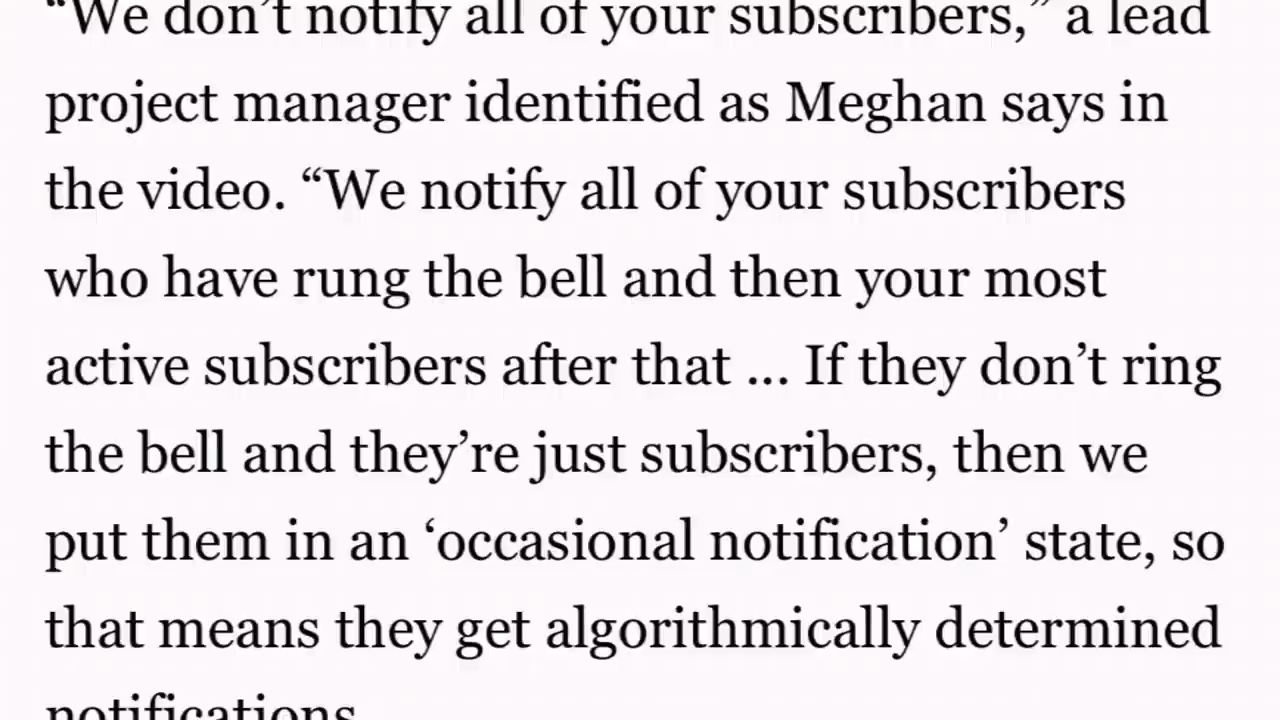 “We don’t notify all of your subscribers,” a lead
project manager identified as Meghan says in
the video. “We notify all of your subscribers
who have rung the bell and then your most
active subscribers after that ... If they don’t ring
the bell and they’re just subscribers, then we
put them in an ‘occasional notification’ state, so
that means they get algorithmically determined
notifications